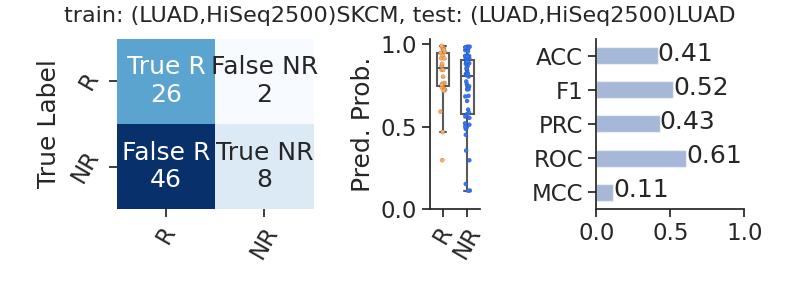 train: (LUAD,HiSeq2500)SKCM, test: (LUAD,HiSeq2500)LUAD
True Label
R
NR
True R
26
False NR
2
False R
46
True NR
8
R
NR
Pred. Prob.
1.0
0.5
0.0
R
NR
ACC
0.41
F1
0.52
PRC
0.43
ROC
0.61
MCC
0.11
0.0
0.5
1.0